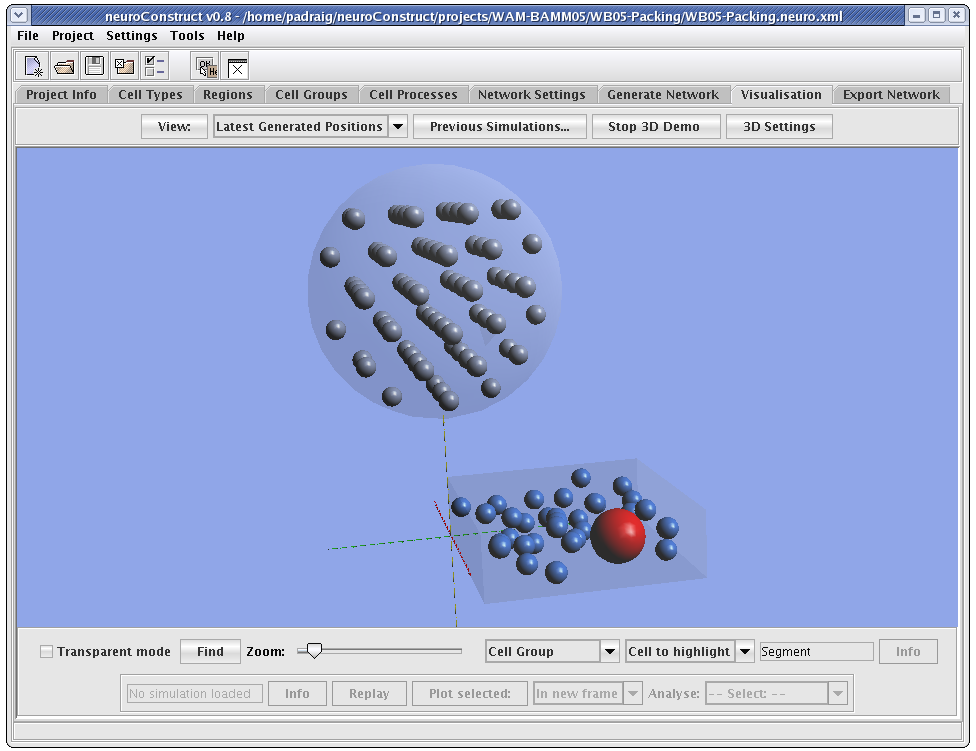 neuroConstruct v0.8 - /home/padraig/neuroConstruct/projects/WAM-BAMM05/WB05-Packing/WB05-Packing.neuro.xml
File Project Settings Tools Help
Project Info Cell Types Regions Cell Groups Cell Processes Network Settings Generate Network Visualisation Export Network
View: Latest Generated Positions Previous Simulations... Stop 3D Demo 3D Settings
Transparent mode Find Zoom: Cell Group Cell to highlight Segment Info
No simulation loaded Info Replay Plot selected: In new frame Analyse: -- Select: --